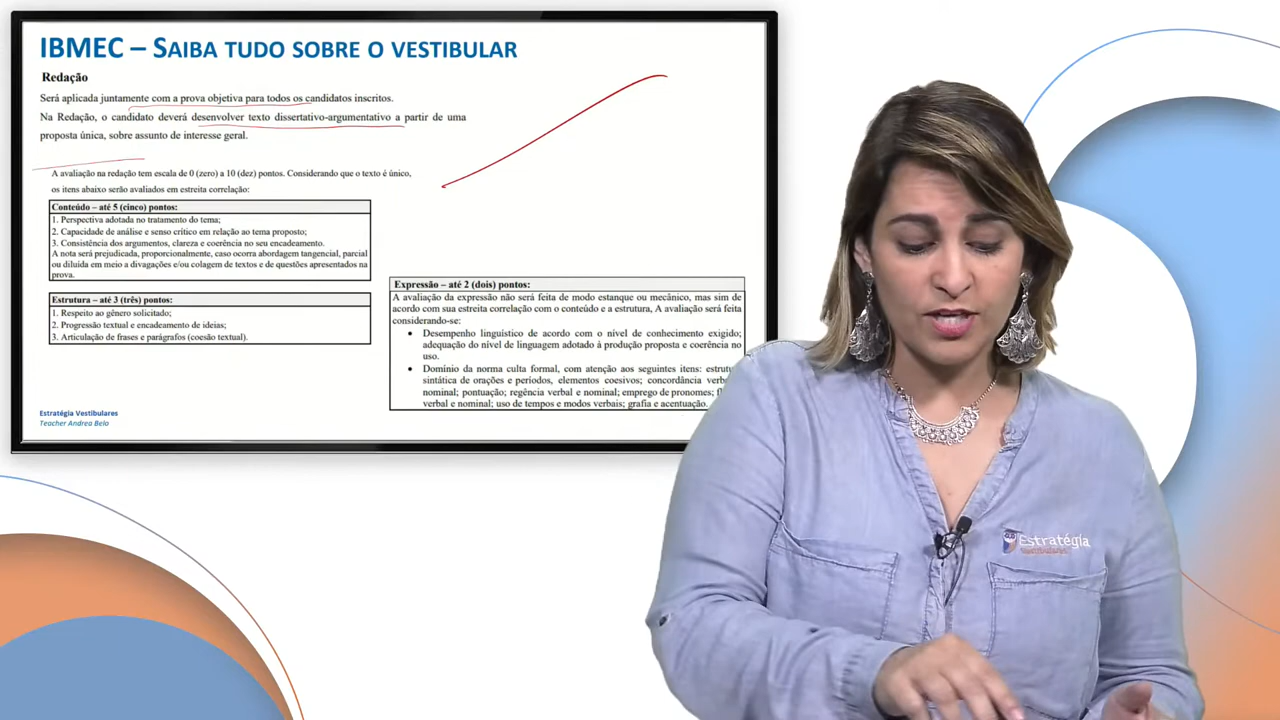 IBMEC – SAIBA TUDO SOBRE O VESTIBULAR
Redação
Será aplicada juntamente com a prova objetiva para todos os candidatos inscritos.
Na Redação, o candidato deverá desenvolver texto dissertativo-argumentativo a partir de uma
proposta única, sobre assunto de interesse geral.
A avaliação na redação tem escala de 0 (zero) a 10 (dez) pontos. Considerando que o texto é único,
os itens abaixo serão avaliados em estreita correlação:
Conteúdo – até 5 (cinco) pontos:
1. Perspectiva adotada no tratamento do tema;
2. Capacidade de análise e senso crítico em relação ao tema proposto;
3. Consistência dos argumentos, clareza e coerência no seu encadeamento.
A nota será prejudicada, proporcionalmente, caso ocorra abordagem tangencial, parcial
ou diluída em meio a divagações e/ou colagem de textos e de questões apresentados na
prova.
Estrutura – até 3 (três) pontos:
1. Respeito ao gênero solicitado;
2. Progressão textual e encadeamento de ideias;
3. Articulação de frases e parágrafos (coesão textual).
Expressão – até 2 (dois) pontos:
A avaliação da expressão não será feita de modo estanque ou mecânico, mas sim de
acordo com sua estreita correlação com o conteúdo e a estrutura, A avaliação será feita
considerando-se:
• Desempenho linguístico de acordo com o nível de conhecimento exigido;
adequação do nível de linguagem adotado à produção proposta e coerência no
uso.
• Domínio da norma culta formal, com atenção aos seguintes itens:
sintática de orações e períodos, elementos coesivos; concordância
nominal; pontuação; regência verbal e nominal; emprego de pronomes;
verbal e nominal; uso de tempos e modos verbais; grafia e acentuação.
Estratégia Vestibulares
Teacher Andrea Belo
Estratégia
Vestibulares